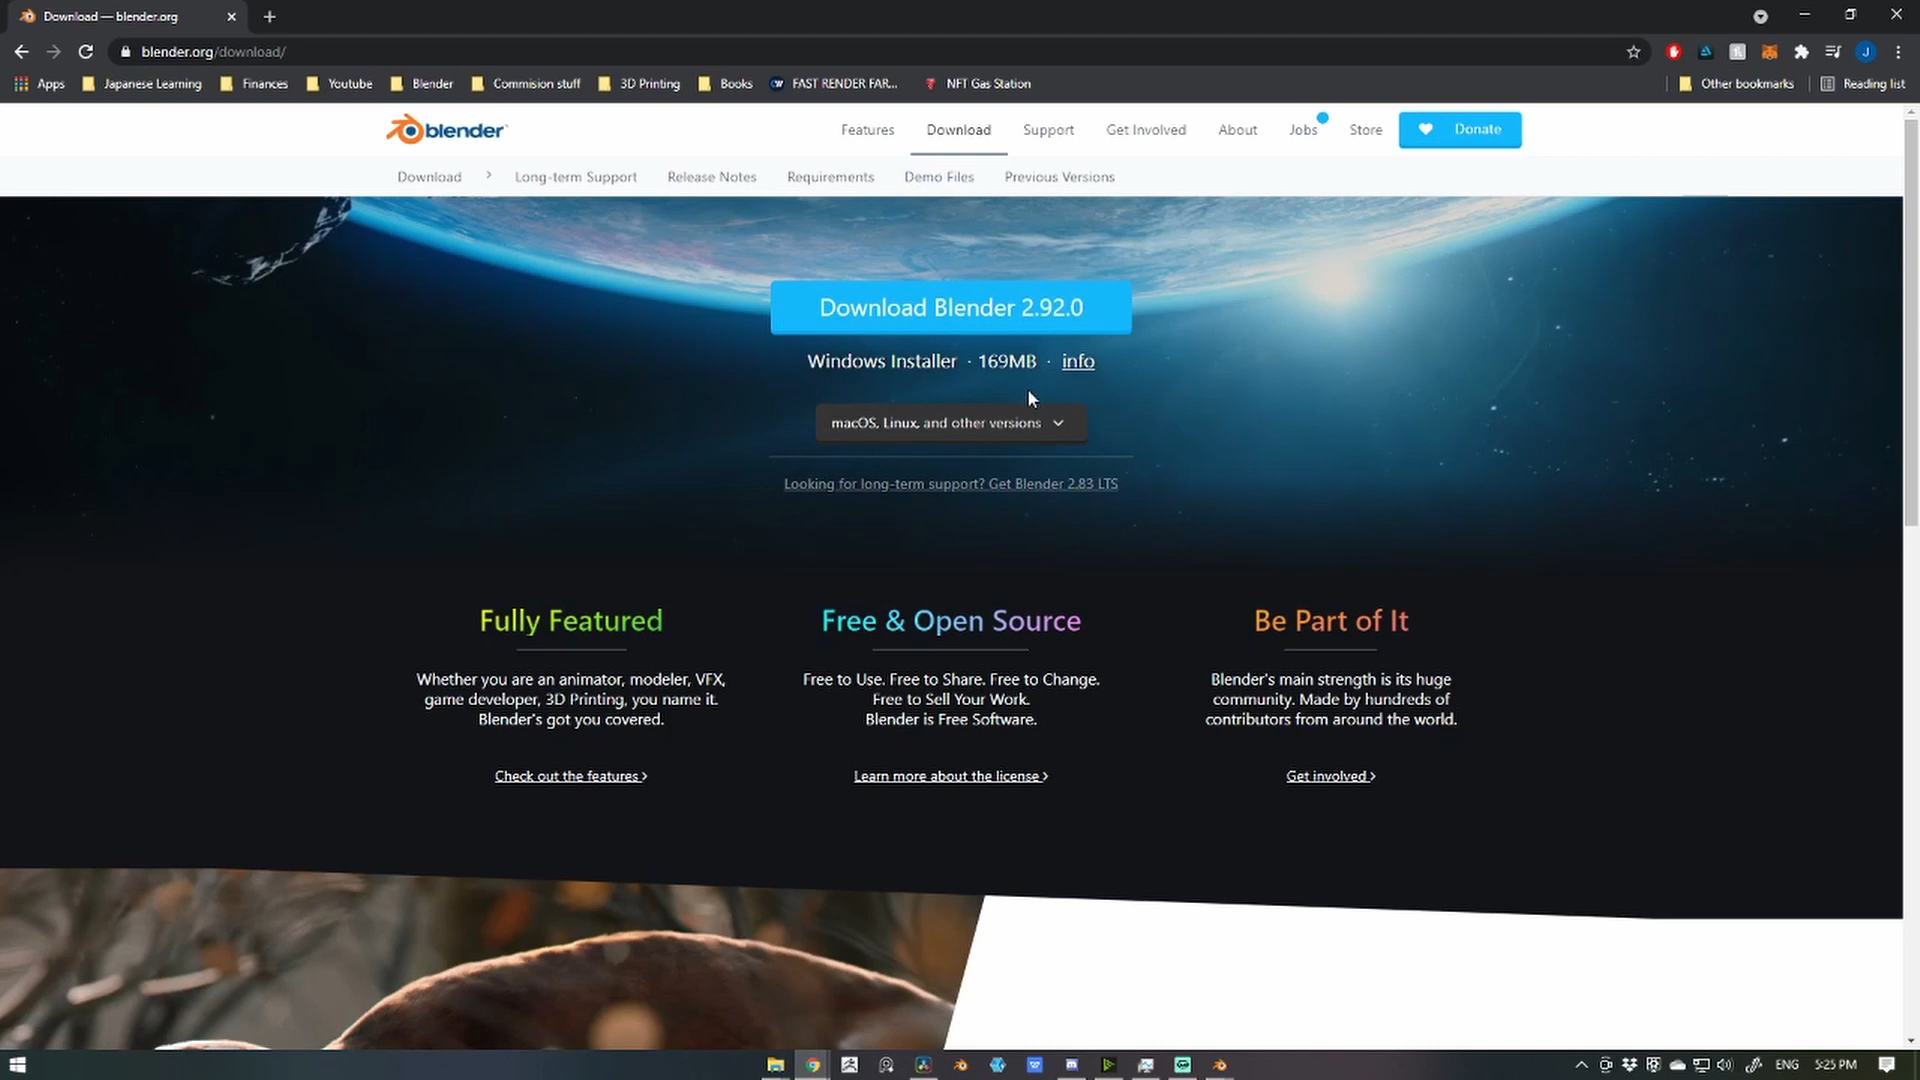 Download — blender.org
blender.org/download/
Apps Japanese Learning Finances Youtube Blender Commision stuff 3D Printing Books FAST RENDER FAR... NFT Gas Station Other bookmarks Reading list
blender Features Download Support Get Involved About Jobs Store Donate
Download Long-term Support Release Notes Requirements Demo Files Previous Versions
Download Blender 2.92.0
Windows Installer · 169MB · info
macOS, Linux, and other versions
Looking for long-term support? Get Blender 2.83 LTS
Fully Featured
Whether you are an animator, modeler, VFX,
game developer, 3D Printing, you name it.
Blender's got you covered.
Check out the features ›
Free & Open Source
Free to Use. Free to Share. Free to Change.
Free to Sell Your Work.
Blender is Free Software.
Learn more about the license ›
Be Part of It
Blender's main strength is its huge
community. Made by hundreds of
contributors from around the world.
Get involved ›
ENG 5:25 PM